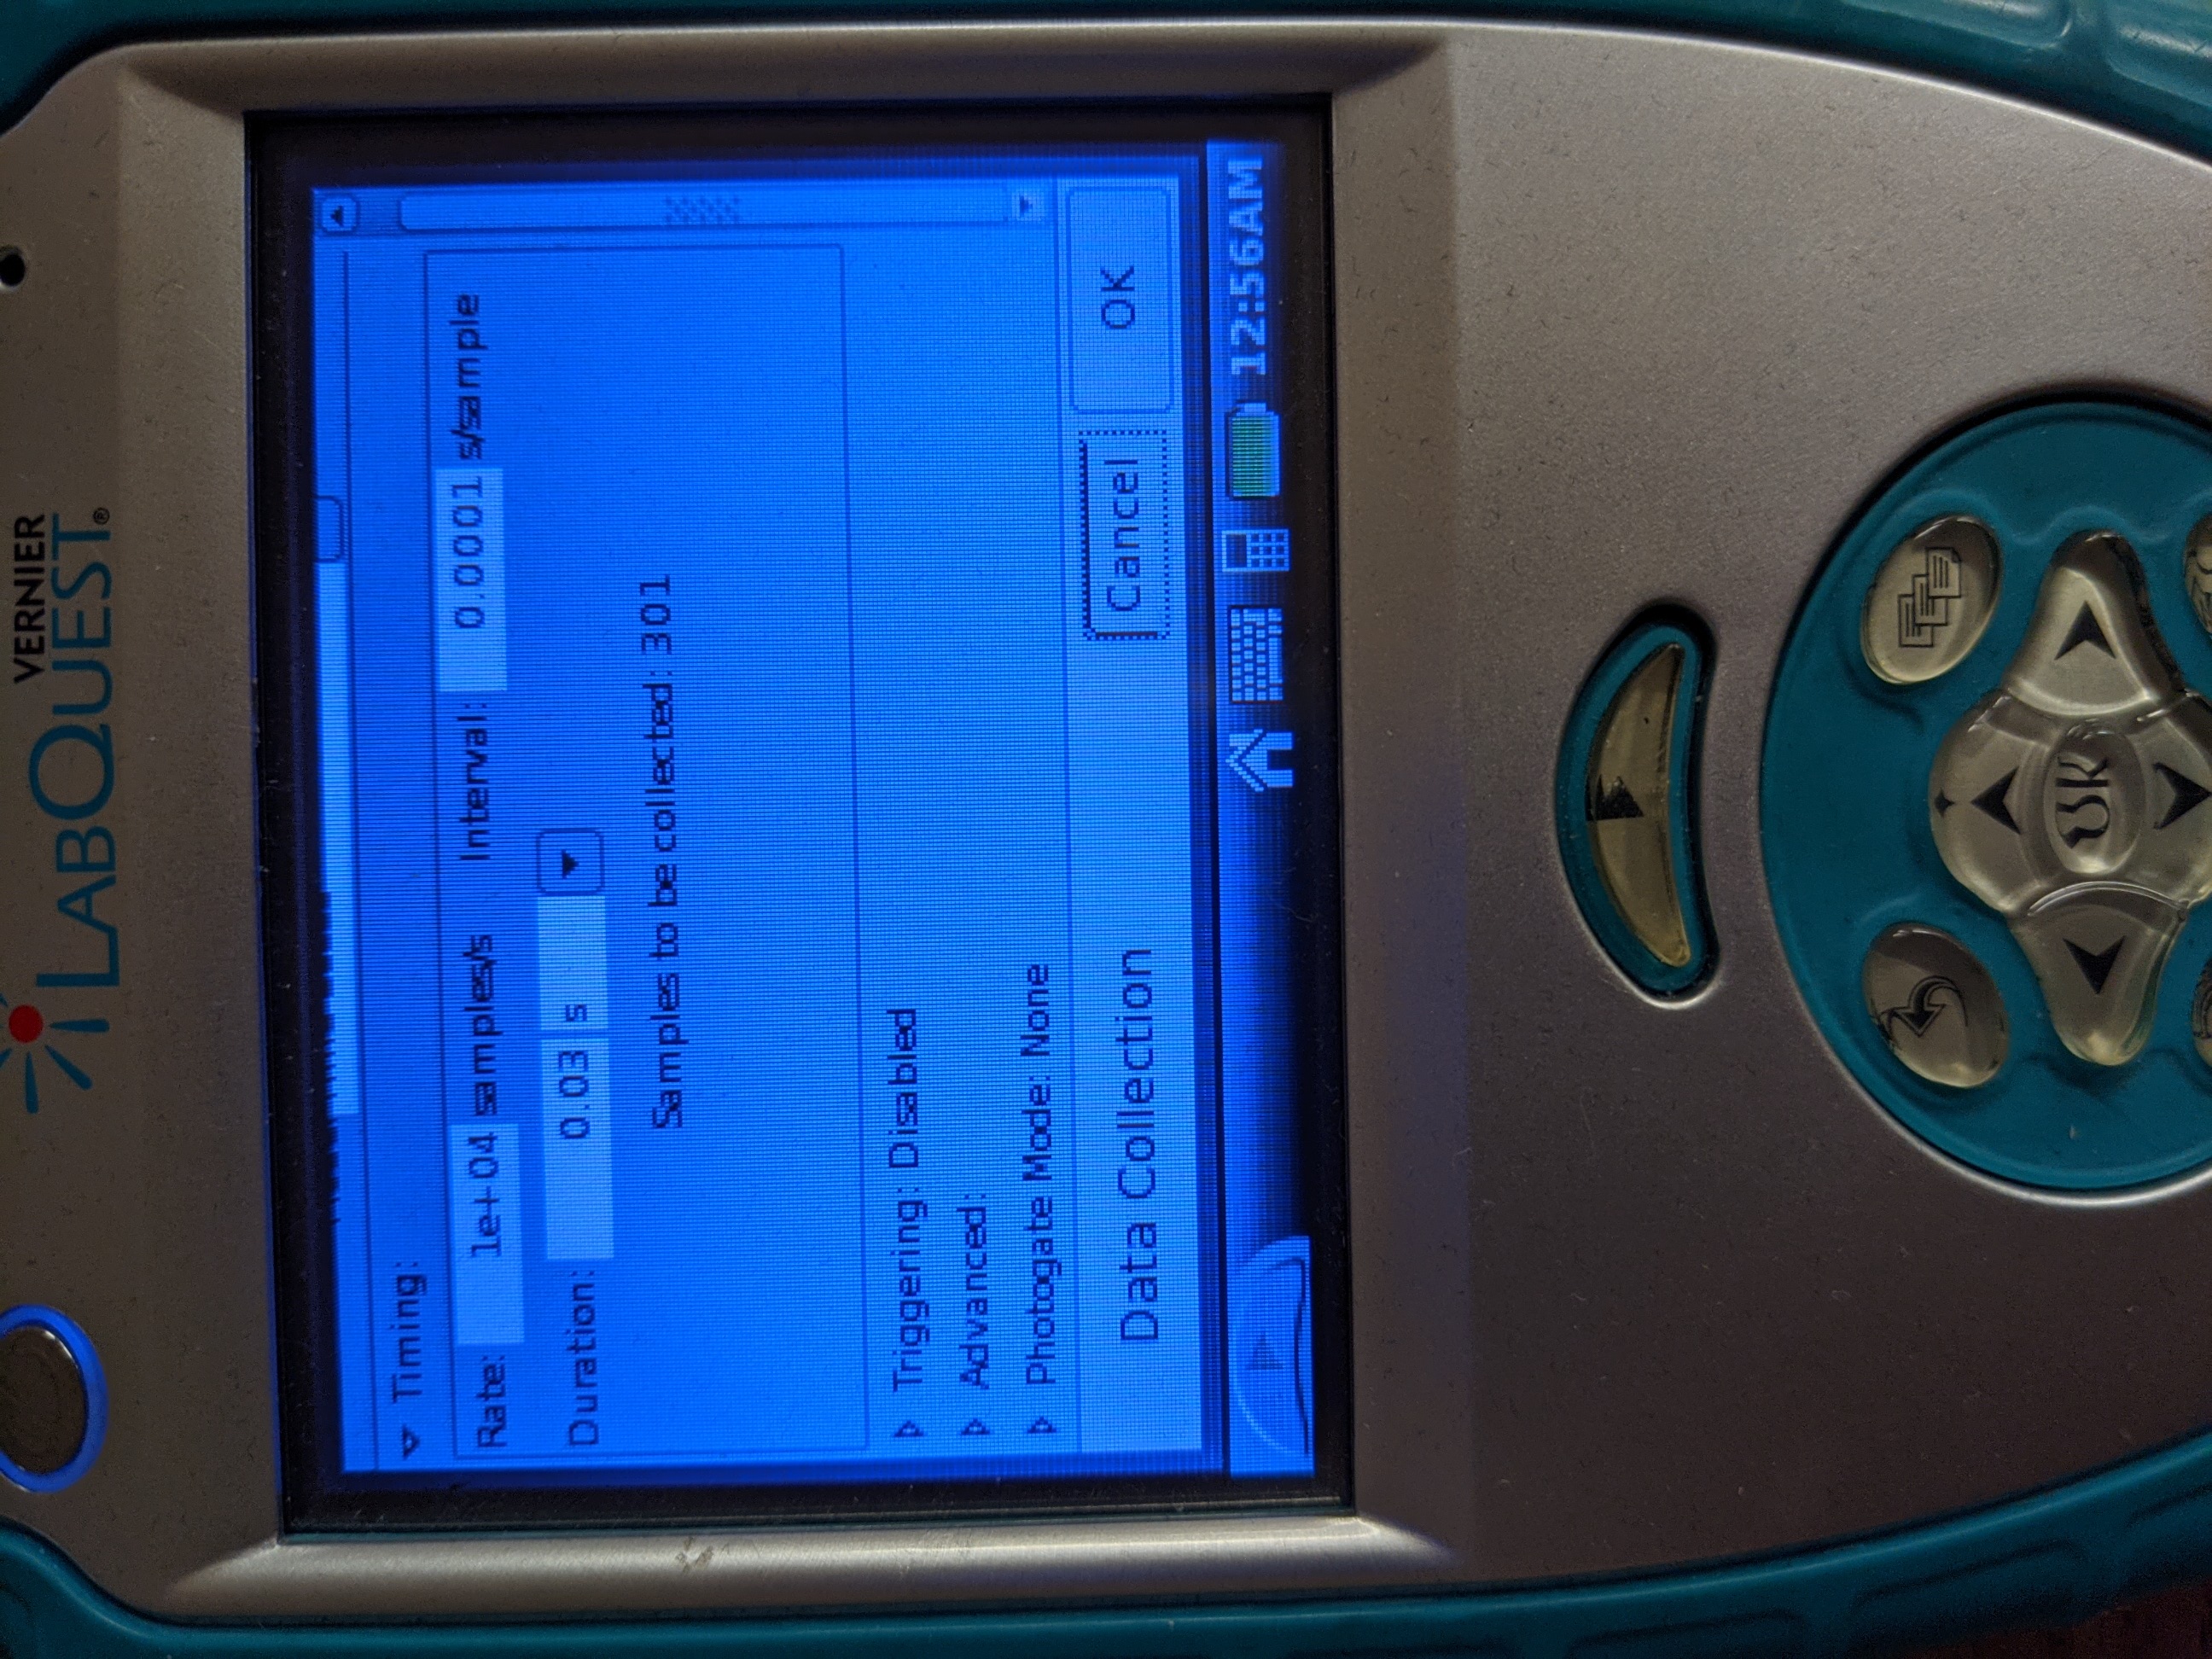 VERNIER
LABQUEST®
Timing:
Rate: 1e+04 samples/s Interval: 0.0001 s/sample
Duration: 0.03 s
Samples to be collected: 301
Triggering: Disabled
Advanced:
Photogate Mode: None
Data Collection Cancel OK
12:56AM
OK